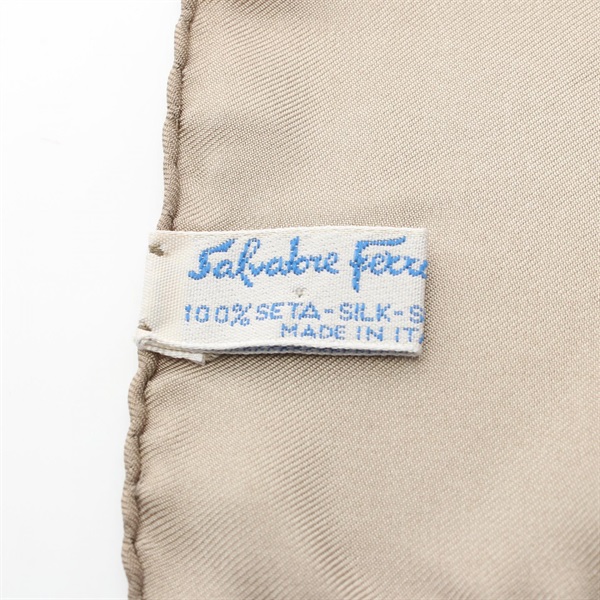 Salvatore Ferr
100% SETA-SILK-S
MADE IN IT